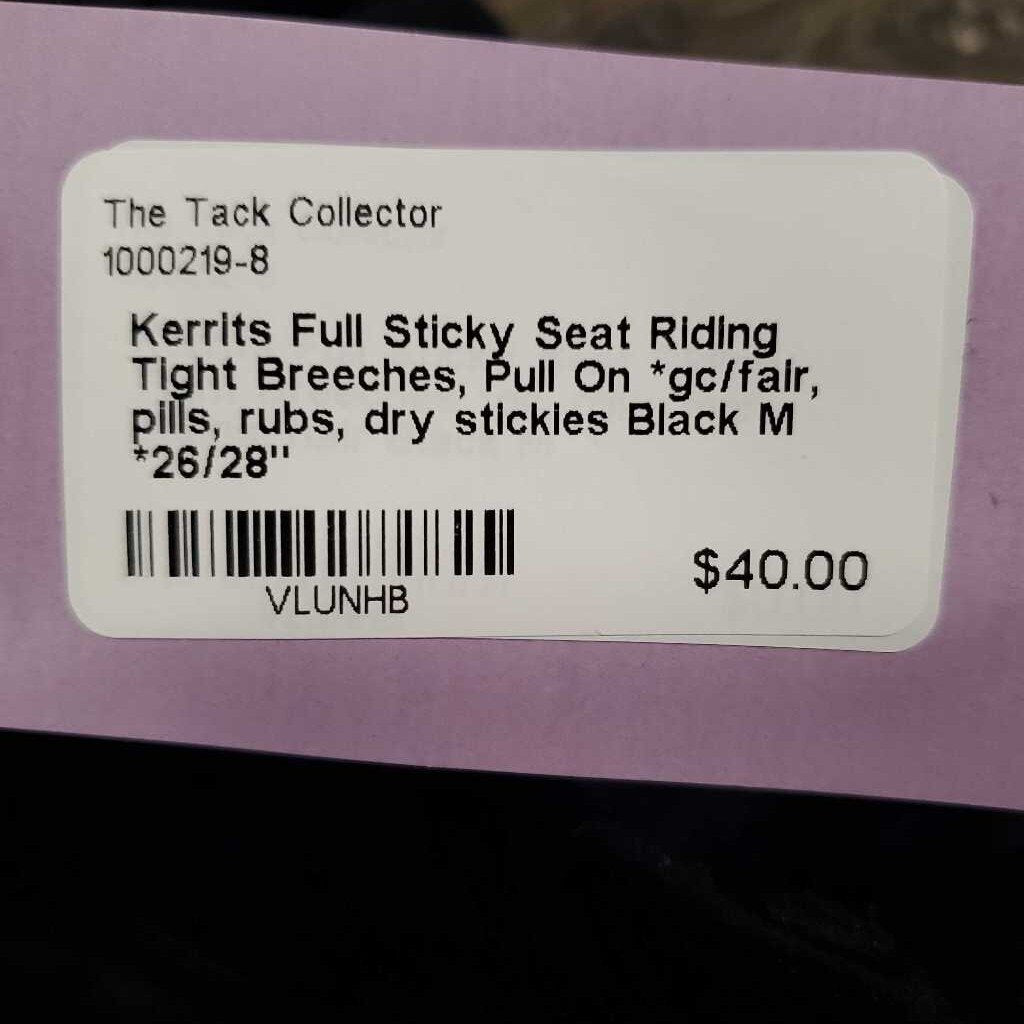 The Tack Collector
1000219-8
Kerrits Full Sticky Seat Riding
Tight Breeches, Pull On *gc/fair,
pills, rubs, dry stickies Black M
*26/28"
VLUNHB
$40.00